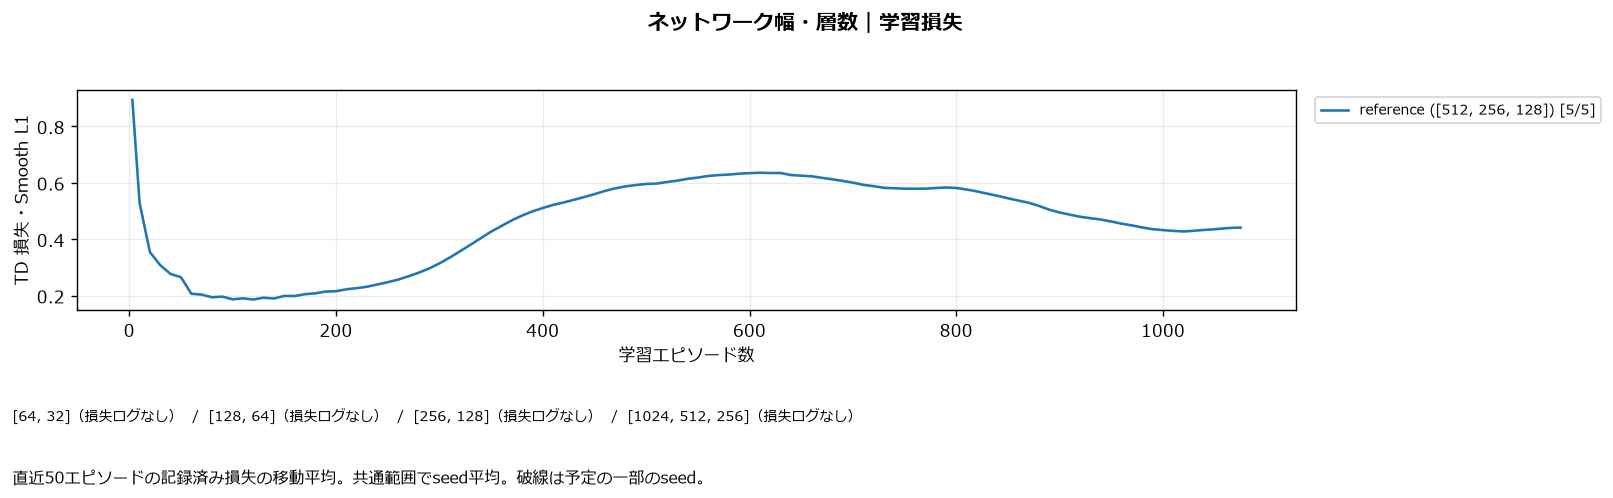 ネットワーク幅・層数 | 学習損失
TD 損失・Smooth L1
0.8
0.6
0.4
0.2
0
200
400
600
800
1000
学習エピソード数
reference ([512, 256, 128]) [5/5]
[64, 32]（損失ログなし） / [128, 64]（損失ログなし） / [256, 128]（損失ログなし） / [1024, 512, 256]（損失ログなし）
直近50エピソードの記録済み損失の移動平均。共通範囲でseed平均。破線は予定の一部のseed。